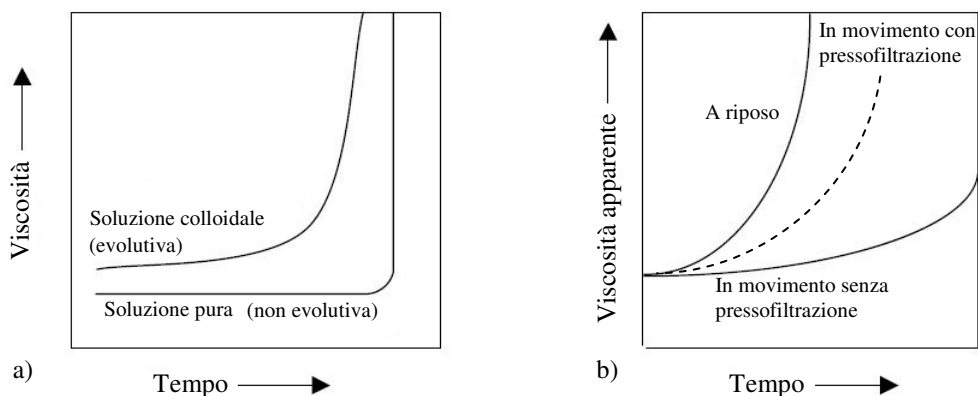 Viscosità
Soluzione colloidale
(evolutiva)
Soluzione pura (non evolutiva)
a)
Tempo
Viscosità apparente
In movimento con
pressofiltrazione
A riposo
In movimento senza
pressofiltrazione
b)
Tempo